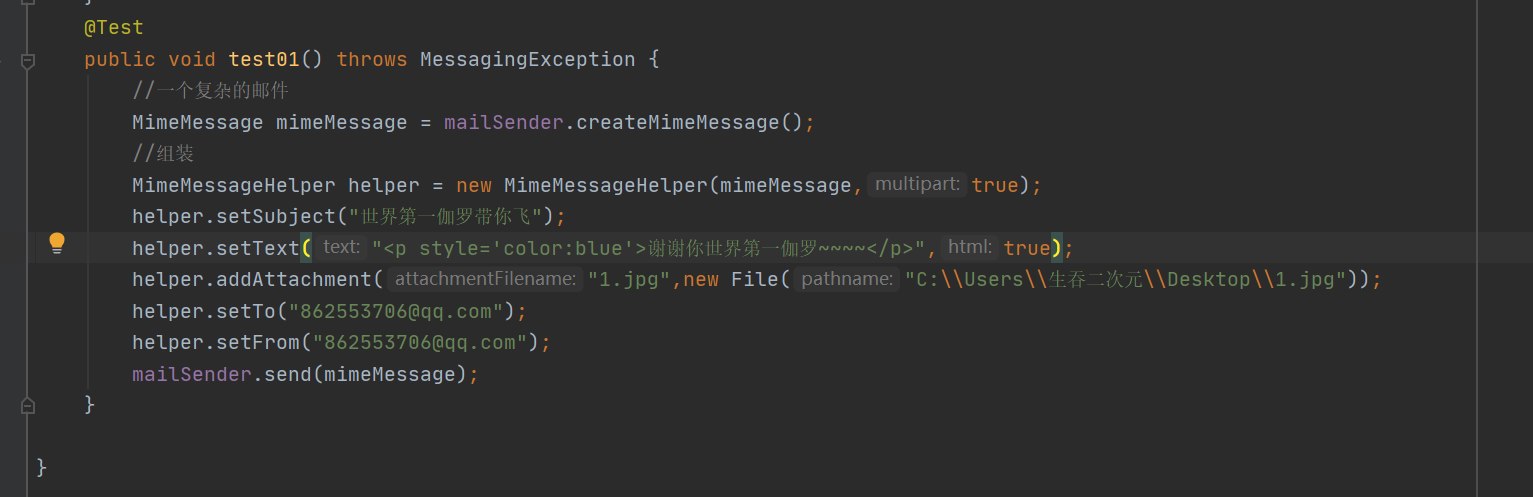 }
@Test
public void test01() throws MessagingException {
//一个复杂的邮件
MimeMessage mimeMessage = mailSender.createMimeMessage();
//组装
MimeMessageHelper helper = new MimeMessageHelper(mimeMessage, multipart: true);
helper.setSubject("世界第一伽罗带你飞");
helper.setText( text: "<p style='color:blue'>谢谢你世界第一伽罗~~~~</p>", html: true);
helper.addAttachment( attachmentFilename: "1.jpg",new File( pathname: "C:\\Users\\生吞二次元\\Desktop\\1.jpg"));
helper.setTo("862553706@qq.com");
helper.setFrom("862553706@qq.com");
mailSender.send(mimeMessage);
}
}